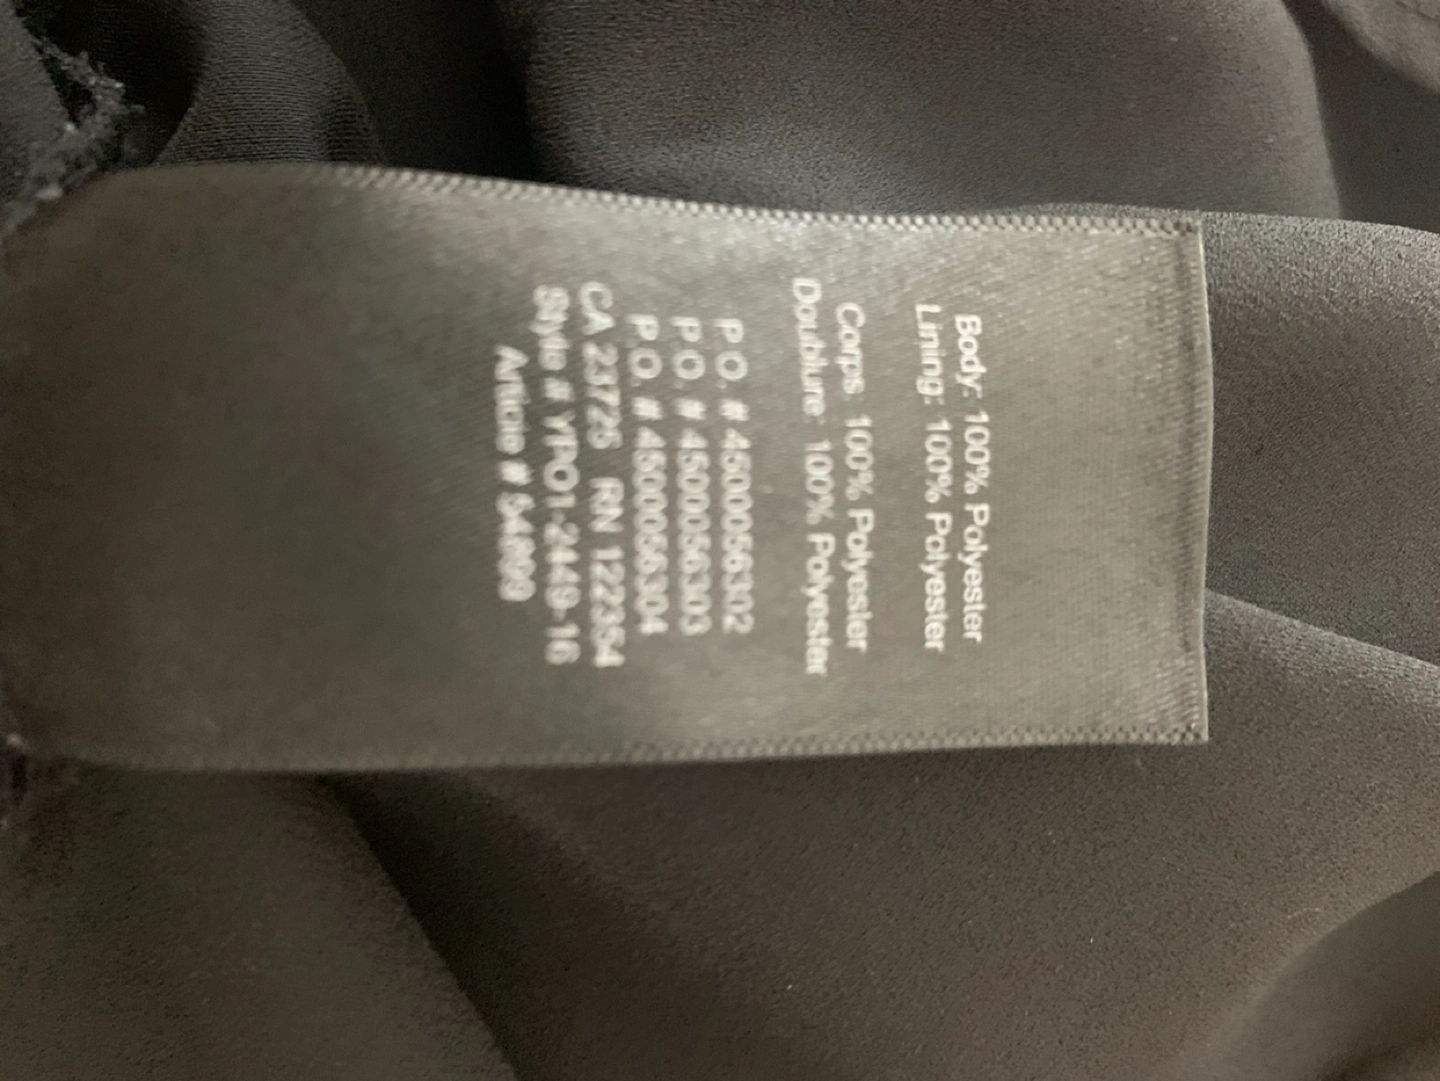 Body: 100% Polyester
Lining: 100% Polyester
Corps: 100% Polyester
Doublure: 100% Polyester
P.O. # 4500056302
P.O. # 4500056303
P.O. # 4500056304
CA 23725 RN 122354
Style # YPO1-2449-16
Article #